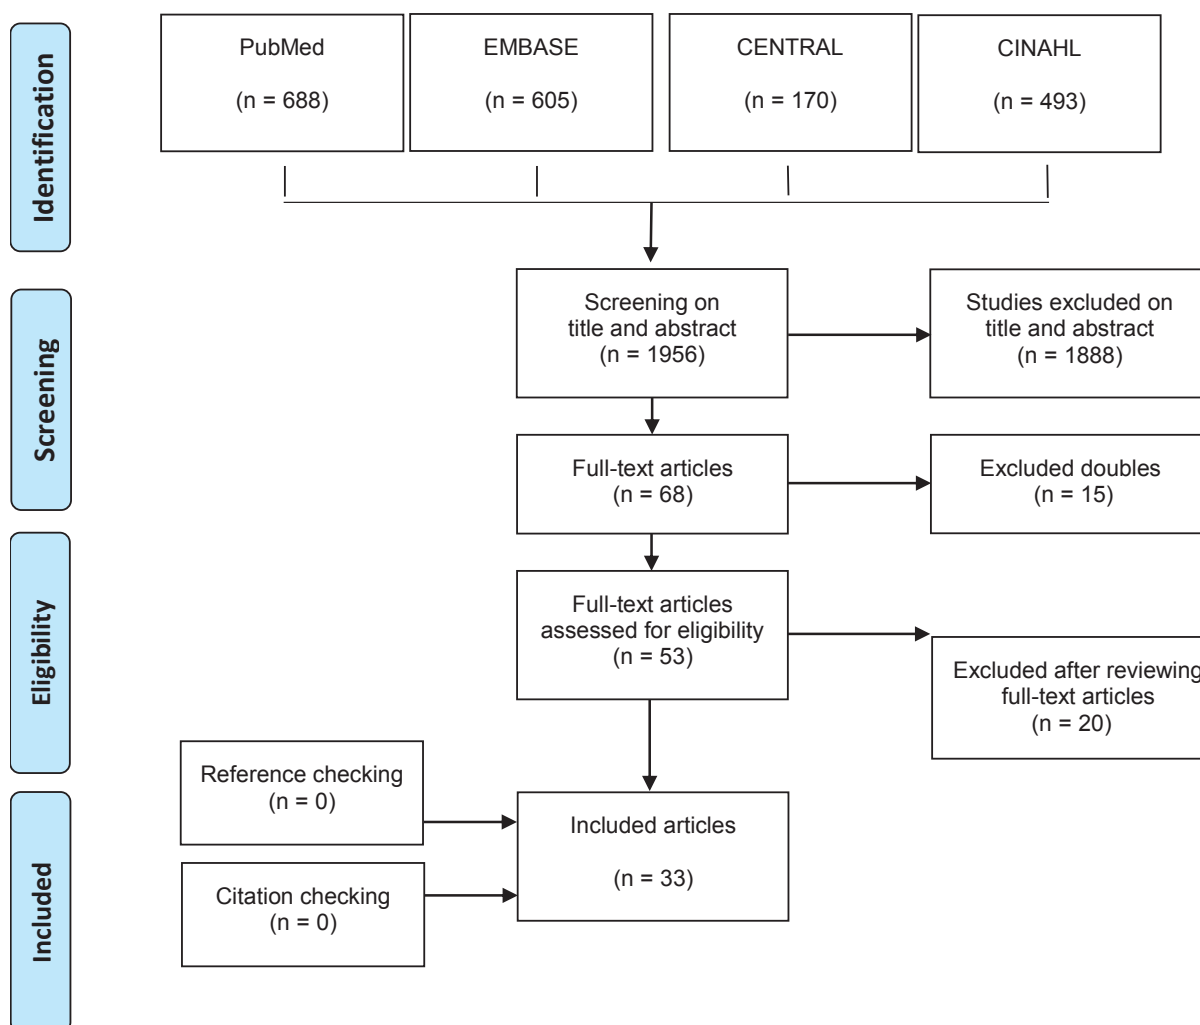 Identification
PubMed
(n = 688)
EMBASE
(n = 605)
CENTRAL
(n = 170)
CINAHL
(n = 493)
Screening
Screening on
title and abstract
(n = 1956)
Studies excluded on
title and abstract
(n = 1888)
Full-text articles
(n = 68)
Excluded doubles
(n = 15)
Eligibility
Full-text articles
assessed for eligibility
(n = 53)
Excluded after reviewing
full-text articles
(n = 20)
Included
Reference checking
(n = 0)
Citation checking
(n = 0)
Included articles
(n = 33)